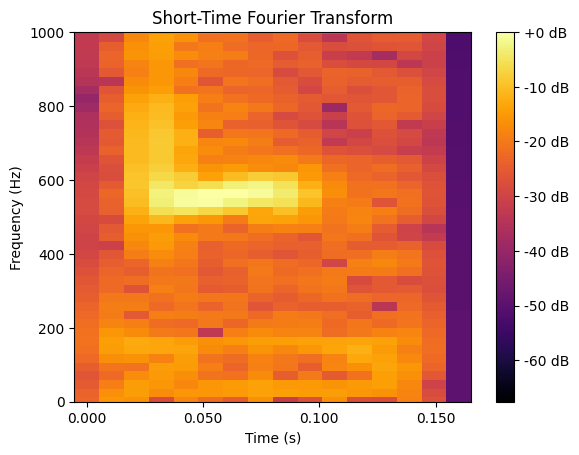 Short-Time Fourier Transform
1000
800
600
400
200
0
Frequency (Hz)
0.000
0.050
0.100
0.150
Time (s)
+0 dB
-10 dB
-20 dB
-30 dB
-40 dB
-50 dB
-60 dB